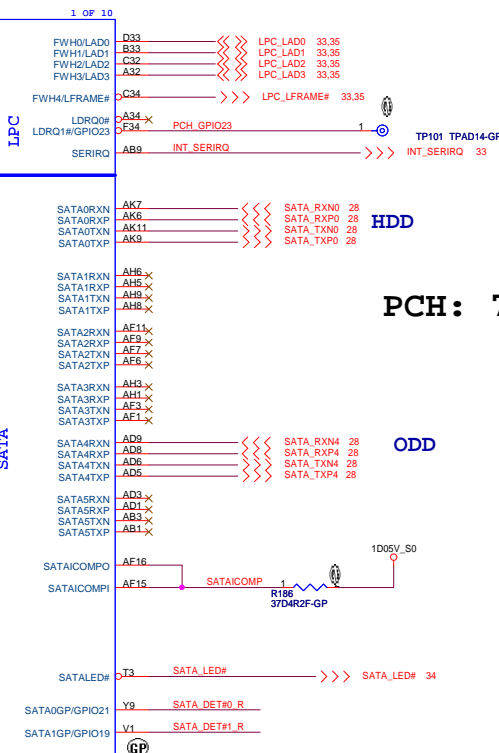 1 OF 10
FWH0/LAD0 D33 LPC_LAD0 33,35
FWH1/LAD1 B33 LPC_LAD1 33,35
FWH2/LAD2 C32 LPC_LAD2 33,35
FWH3/LAD3 A32 LPC_LAD3 33,35
FWH4/LFRAME# C34 LPC_LFRAME# 33,35
LPC
LDRQ0# A34
LDRQ1#/GPIO23 F34 PCH_GPIO23 1
TP101 TPAD14-GP
SERIRQ AB9 INT_SERIRQ INT_SERIRQ 33
SATA0RXN AK7 SATA_RXN0 28
SATA0RXP AK6 SATA_RXP0 28
SATA0TXN AK11 SATA_TXN0 28
SATA0TXP AK9 SATA_TXP0 28
HDD
SATA1RXN AH6
SATA1RXP AH5
SATA1TXN AH9
SATA1TXP AH8
PCH: 7
SATA2RXN AF11
SATA2RXP AF9
SATA2TXN AF7
SATA2TXP AF6
SATA3RXN AH3
SATA3RXP AH1
SATA3TXN AF3
SATA3TXP AF1
SATA
SATA4RXN AD9 SATA_RXN4 28
SATA4RXP AD8 SATA_RXP4 28
SATA4TXN AD6 SATA_TXN4 28
SATA4TXP AD5 SATA_TXP4 28
ODD
SATA5RXN AD3
SATA5RXP AD1
SATA5TXN AB3
SATA5TXP AB1
1D05V_S0
SATAICOMPO AF16
SATAICOMPI AF15 SATAICOMP 1 2
R186
37D4R2F-GP
SATALED# T3 SATA_LED# SATA_LED# 34
SATA0GP/GPIO21 Y9 SATA_DET#0_R
SATA1GP/GPIO19 V1 SATA_DET#1_R
GP